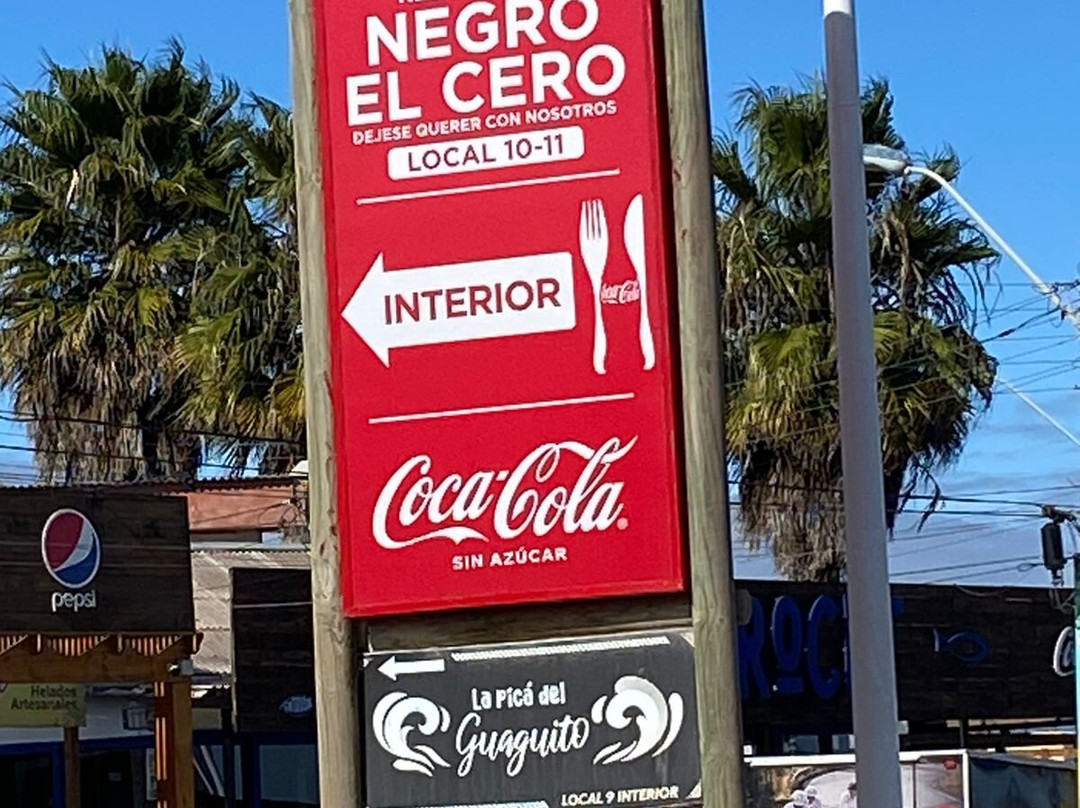 NEGRO
EL CERO
DEJESE QUERER CON NOSOTROS
LOCAL 10-11
INTERIOR
Coca-Cola
Coca-Cola
SIN AZÚCAR
pepsi
Helados
Artesanales
La Picá del
Guaguito
LOCAL 9 INTERIOR